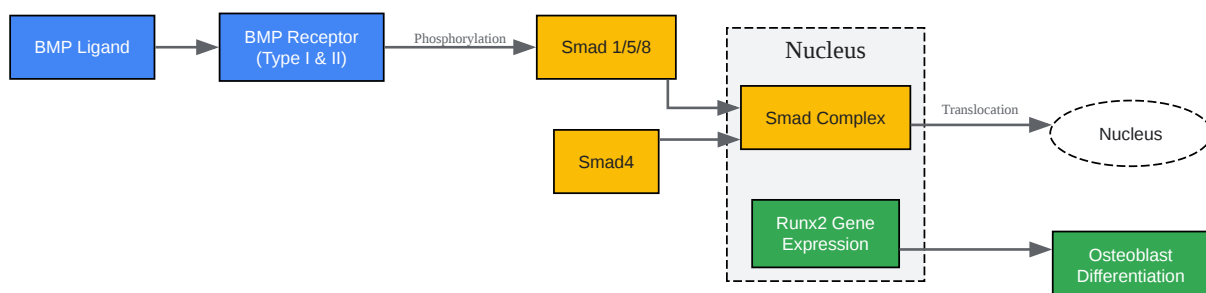 BMP Ligand
BMP Receptor
(Type I & II)
Phosphorylation
Smad 1/5/8
Nucleus
Smad Complex
Translocation
Nucleus
Smad4
Runx2 Gene
Expression
Osteoblast
Differentiation